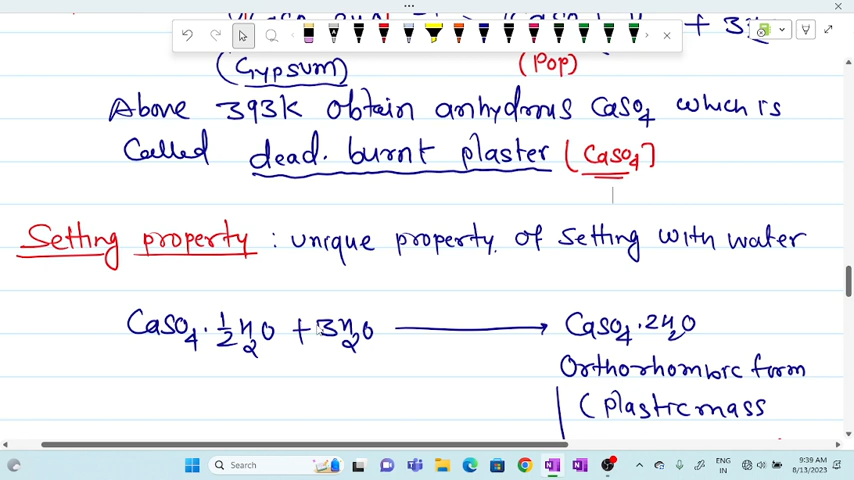 (Gypsum)
(Pop)
Above 393K obtain anhydrous CaSO4 which is
Called dead. burnt plaster (CaSO4]
Setting property : unique property of setting with water
CaSO4.1/2H2O + 3H2O → CaSO4.2H2O
Orthorhombic form
(Plastic mass
Search
ENG
IN
9:39 AM
8/13/2023